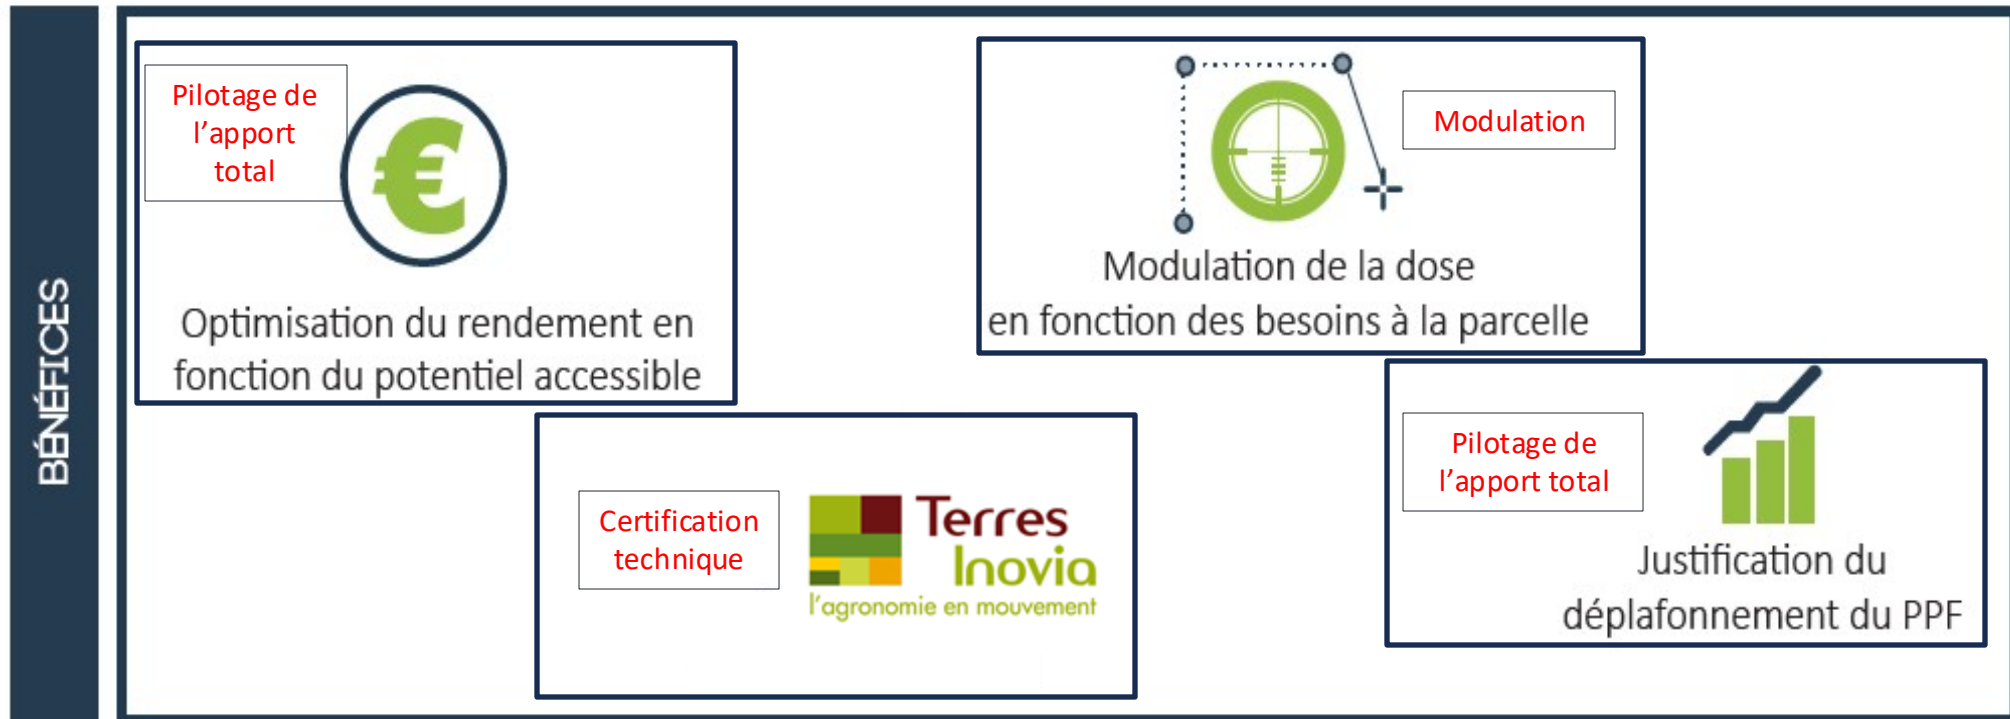 BÉNÉFICES
Pilotage de
l’apport
total
€
Optimisation du rendement en
fonction du potentiel accessible
Modulation
Modulation de la dose
en fonction des besoins à la parcelle
Certification
technique
Terres
Inovia
l'agronomie en mouvement
Pilotage de
l’apport total
Justification du
déplafonnement du PPF